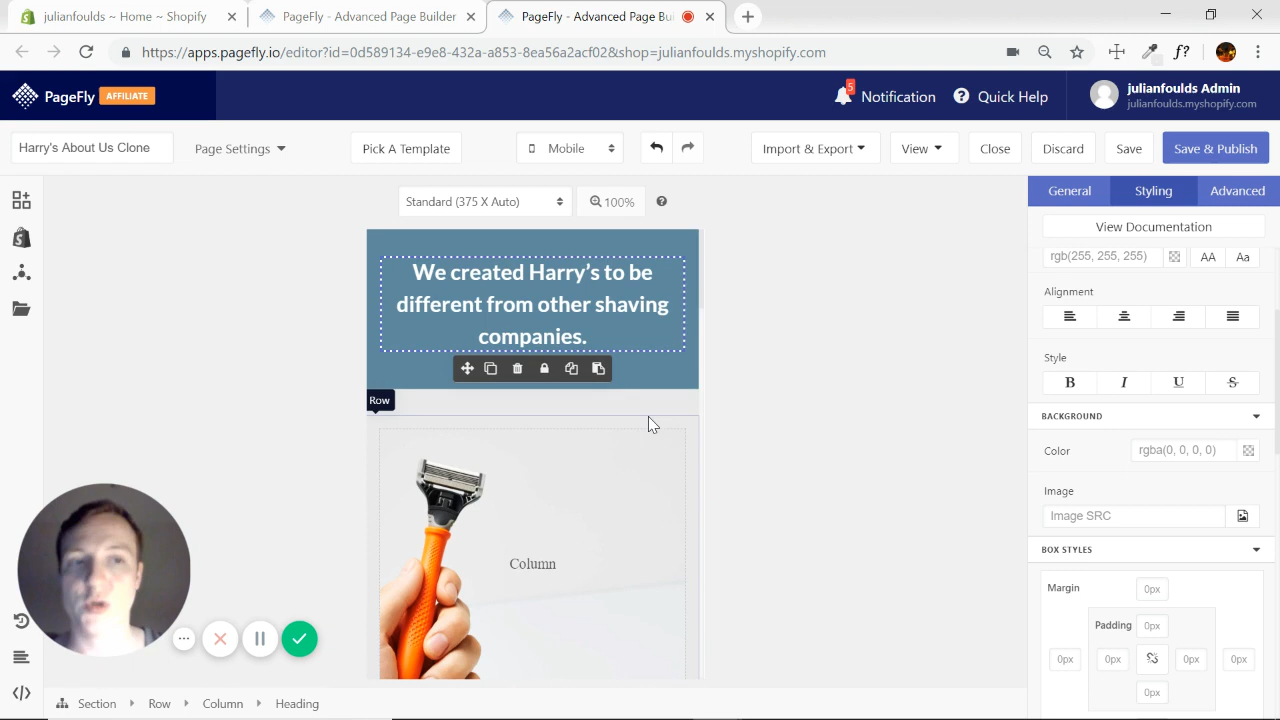 julianfoulds ~ Home ~ Shopify
PageFly - Advanced Page Builder
PageFly - Advanced Page Bui
https://apps.pagefly.io/editor?id=0d589134-e9e8-432a-a853-8ea56a2acf02&shop=julianfoulds.myshopify.com
f?
PageFly AFFILIATE
5
Notification
Quick Help
julianfoulds Admin
julianfoulds.myshopify.com
Harry's About Us Clone
Page Settings
Pick A Template
Mobile
Import & Export
View
Close
Discard
Save
Save & Publish
Standard (375 X Auto)
100%
General
Styling
Advanced
View Documentation
rgb(255, 255, 255)
AA
Aa
We created Harry’s to be
different from other shaving
companies.
Alignment
Style
B
I
U
S
Row
BACKGROUND
Color
rgba(0, 0, 0, 0)
Image
Image SRC
BOX STYLES
Column
Margin
0px
Padding
0px
0px
0px
0px
0px
0px
Section
Row
Column
Heading